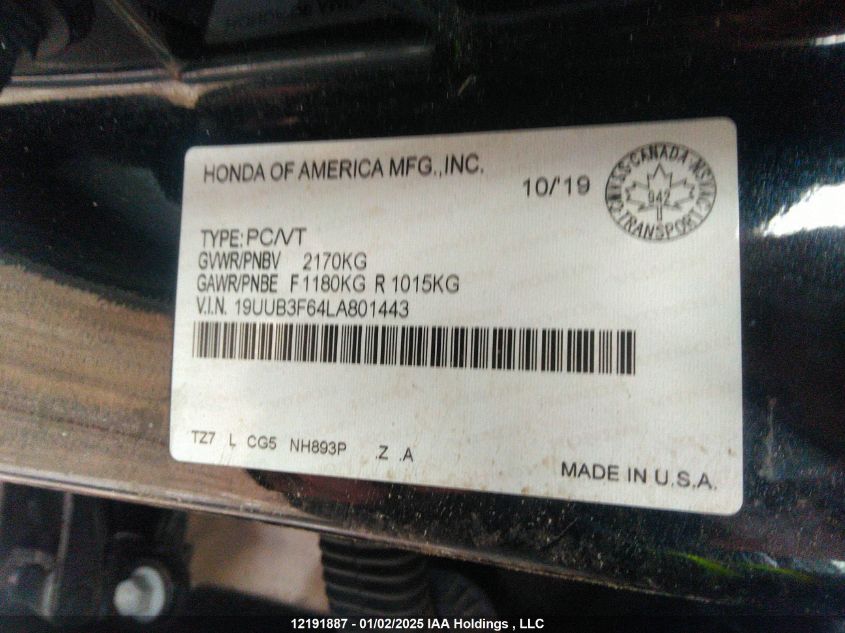 HONDA OF AMERICA MFG.,INC.
10/'19
CANADA
942
TRANSPORT
TYPE: PC/VT
GVWR/PNBV 2170KG
GAWR/PNBE F 1180KG R 1015KG
V.I.N. 19UUB3F64LA801443
TZ7 L CG5 NH893P .Z .A
MADE IN U.S.A.
12191887 - 01/02/2025 IAA Holdings , LLC